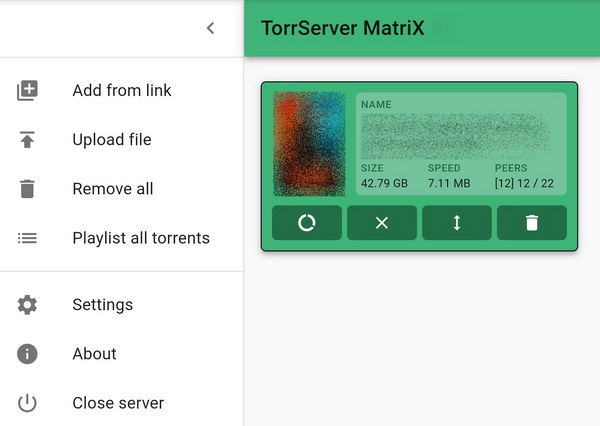 TorrServer MatriX
Add from link
Upload file
Remove all
Playlist all torrents
Settings
About
Close server
NAME
SIZE SPEED PEERS
42.79 GB 7.11 MB [12] 12 / 22